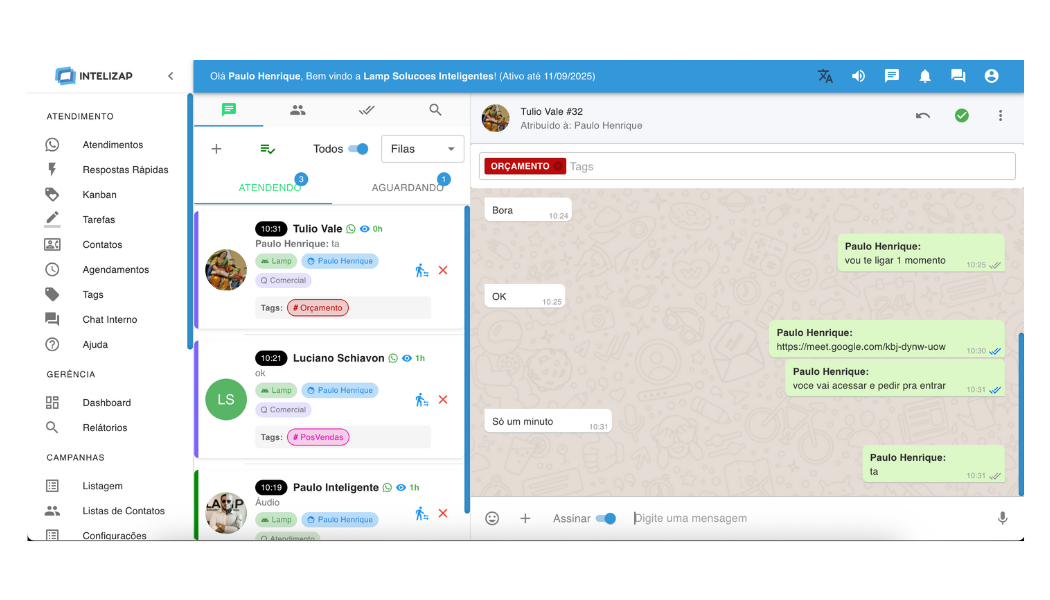 INTELIZAP
Olá Paulo Henrique, Bem vindo a Lamp Solucoes Inteligentes! (Ativo até 11/09/2025)
ATENDIMENTO
Atendimentos
Respostas Rápidas
Kanban
Tarefas
Contatos
Agendamentos
Tags
Chat Interno
Ajuda
GERÊNCIA
Dashboard
Relátorios
CAMPANHAS
Listagem
Listas de Contatos
Configurações
Todos
Filas
ATENDENDO 3
AGUARDANDO 1
10:31 Tulio Vale 0h
Paulo Henrique: ta
Lamp Paulo Henrique
Comercial
Tags: # Orçamento
10:21 Luciano Schiavon 1h
LS
ok
Lamp Paulo Henrique
Comercial
Tags: # PosVendas
10:19 Paulo Inteligente 1h
Áudio
Lamp Paulo Henrique
Atendimento
Tulio Vale #32
Atribuído à: Paulo Henrique
ORÇAMENTO Tags
Bora
10:24
Paulo Henrique:
vou te ligar 1 momento
10:25
OK
10:25
Paulo Henrique:
https://meet.google.com/kbj-dynw-uow
10:30
Paulo Henrique:
voce vai acessar e pedir pra entrar
10:31
Só um minuto
10:31
Paulo Henrique:
ta
10:31
Assinar Digite uma mensagem